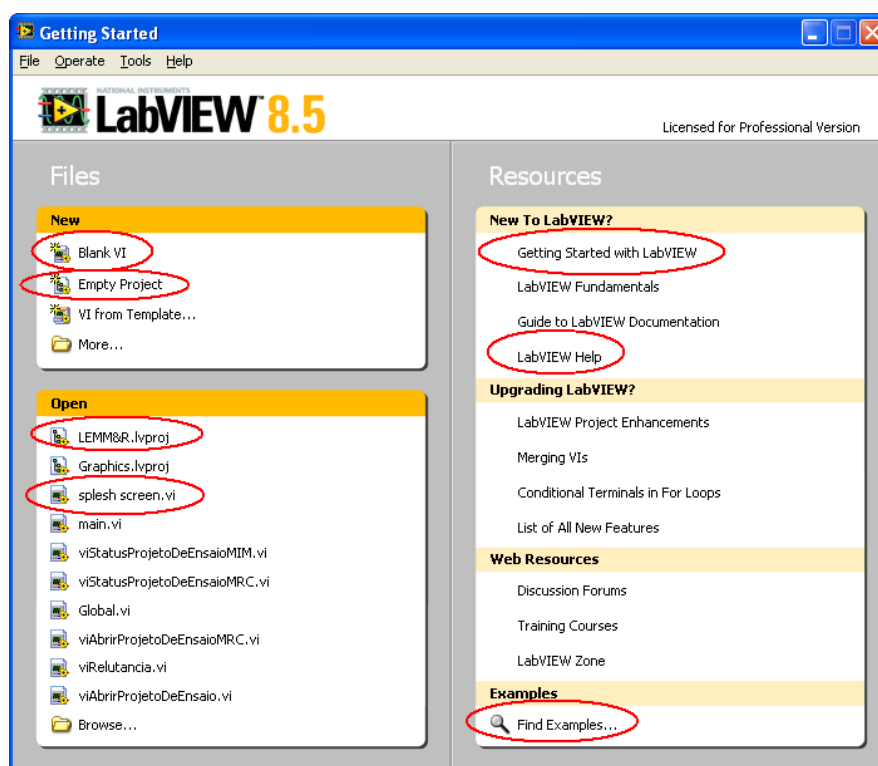 Getting Started
File Operate Tools Help
NATIONAL INSTRUMENTS
LabVIEW 8.5
Licensed for Professional Version
Files
New
Blank VI
Empty Project
VI from Template...
More...
Open
LEMM&R.lvproj
Graphics.lvproj
splesh screen.vi
main.vi
viStatusProjetoDeEnsaioMIM.vi
viStatusProjetoDeEnsaioMRC.vi
Global.vi
viAbrirProjetoDeEnsaioMRC.vi
viRelutancia.vi
viAbrirProjetoDeEnsaio.vi
Browse...
Resources
New To LabVIEW?
Getting Started with LabVIEW
LabVIEW Fundamentals
Guide to LabVIEW Documentation
LabVIEW Help
Upgrading LabVIEW?
LabVIEW Project Enhancements
Merging VIs
Conditional Terminals in For Loops
List of All New Features
Web Resources
Discussion Forums
Training Courses
LabVIEW Zone
Examples
Find Examples...